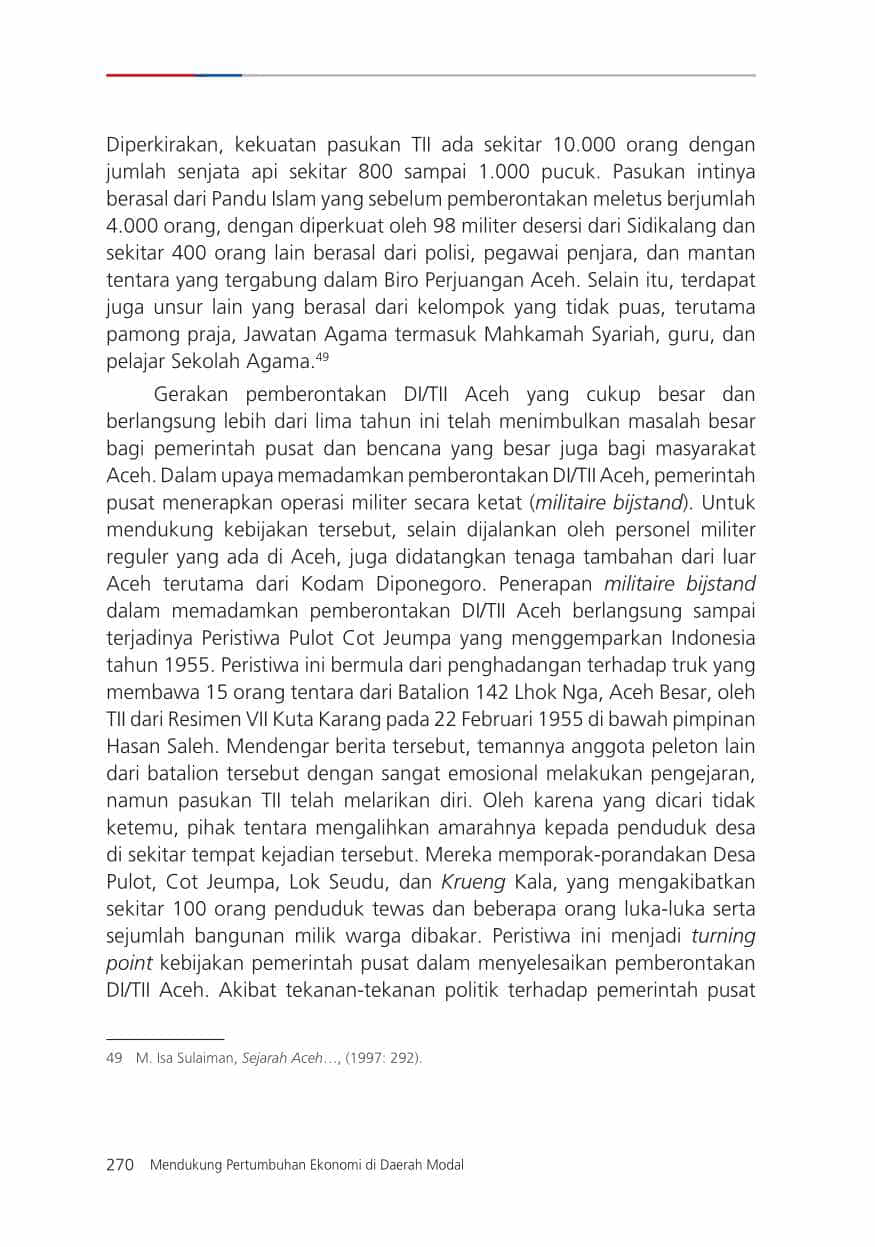 Diperkirakan, kekuatan pasukan TII ada sekitar 10.000 orang dengan
jumlah senjata api sekitar 800 sampai 1.000 pucuk. Pasukan intinya
berasal dari Pandu Islam yang sebelum pemberontakan meletus berjumlah
4.000 orang, dengan diperkuat oleh 98 militer desersi dari Sidikalang dan
sekitar 400 orang lain berasal dari polisi, pegawai penjara, dan mantan
tentara yang tergabung dalam Biro Perjuangan Aceh. Selain itu, terdapat
juga unsur lain yang berasal dari kelompok yang tidak puas, terutama
pamong praja, Jawatan Agama termasuk Mahkamah Syariah, guru, dan
pelajar Sekolah Agama.49
Gerakan pemberontakan DI/TII Aceh yang cukup besar dan
berlangsung lebih dari lima tahun ini telah menimbulkan masalah besar
bagi pemerintah pusat dan bencana yang besar juga bagi masyarakat
Aceh. Dalam upaya memadamkan pemberontakan DI/TII Aceh, pemerintah
pusat menerapkan operasi militer secara ketat (militaire bijstand). Untuk
mendukung kebijakan tersebut, selain dijalankan oleh personel militer
reguler yang ada di Aceh, juga didatangkan tenaga tambahan dari luar
Aceh terutama dari Kodam Diponegoro. Penerapan militaire bijstand
dalam memadamkan pemberontakan DI/TII Aceh berlangsung sampai
terjadinya Peristiwa Pulot Cot Jeumpa yang menggemparkan Indonesia
tahun 1955. Peristiwa ini bermula dari penghadangan terhadap truk yang
membawa 15 orang tentara dari Batalion 142 Lhok Nga, Aceh Besar, oleh
TII dari Resimen VII Kuta Karang pada 22 Februari 1955 di bawah pimpinan
Hasan Saleh. Mendengar berita tersebut, temannya anggota peleton lain
dari batalion tersebut dengan sangat emosional melakukan pengejaran,
namun pasukan TII telah melarikan diri. Oleh karena yang dicari tidak
ketemu, pihak tentara mengalihkan amarahnya kepada penduduk desa
di sekitar tempat kejadian tersebut. Mereka memporak-porandakan Desa
Pulot, Cot Jeumpa, Lok Seudu, dan Krueng Kala, yang mengakibatkan
sekitar 100 orang penduduk tewas dan beberapa orang luka-luka serta
sejumlah bangunan milik warga dibakar. Peristiwa ini menjadi turning
point kebijakan pemerintah pusat dalam menyelesaikan pemberontakan
DI/TII Aceh. Akibat tekanan-tekanan politik terhadap pemerintah pusat
49 M. Isa Sulaiman, Sejarah Aceh…, (1997: 292).
270 Mendukung Pertumbuhan Ekonomi di Daerah Modal